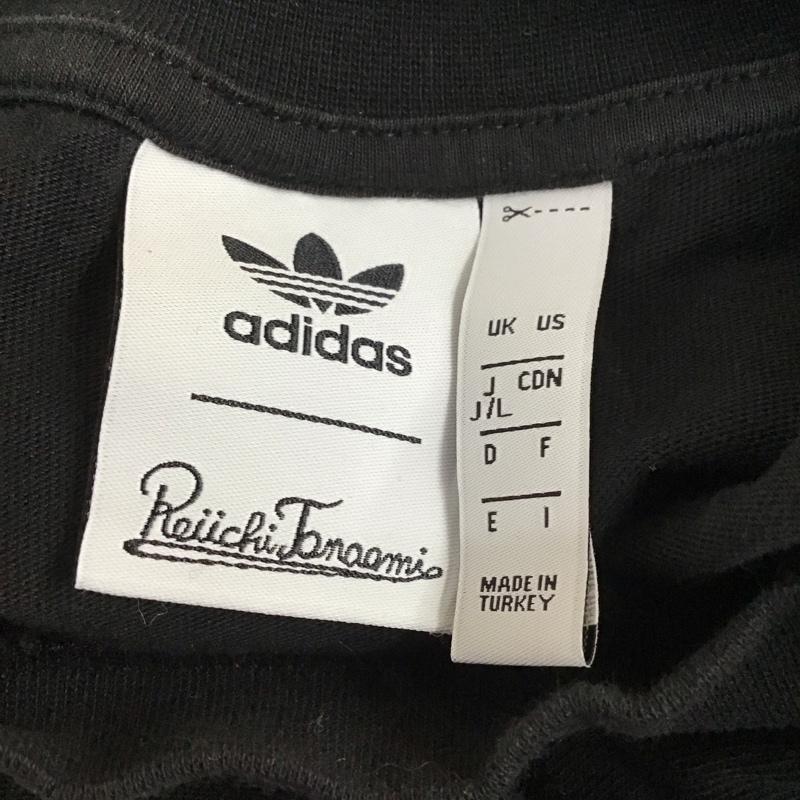 adidas
Reiichi Tanaami
UK US
J CDN
J/L
D F
E I
MADE IN
TURKEY